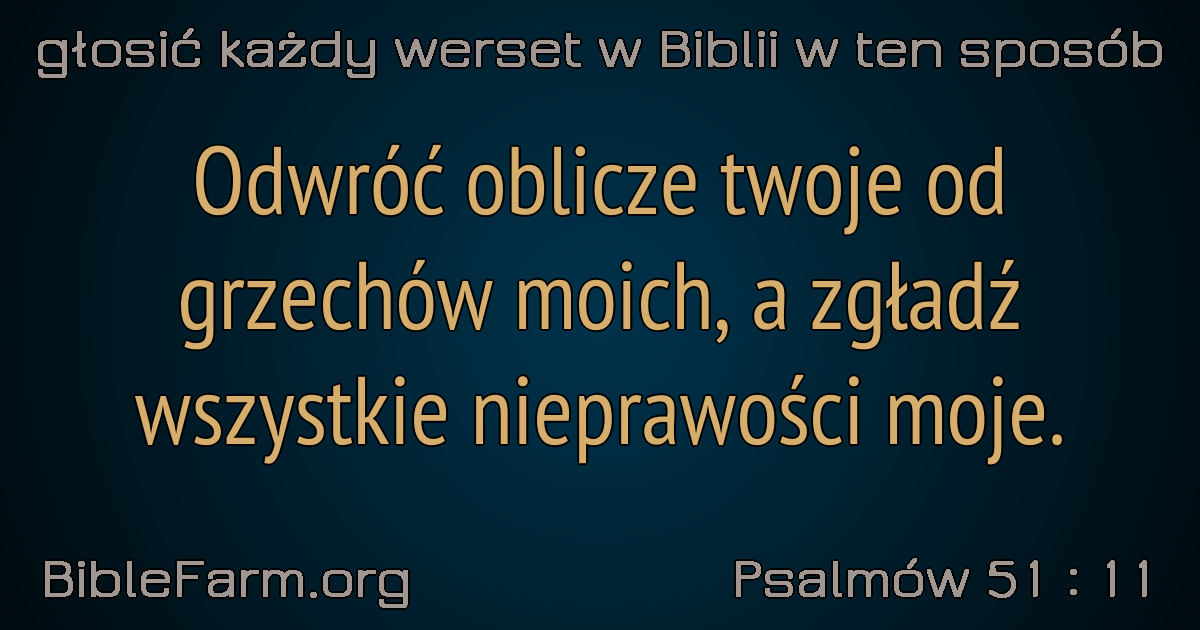 głosić każdy werset w Biblii w ten sposób
Odwróć oblicze twoje od
grzechów moich, a zgładź
wszystkie nieprawości moje.
BibleFarm.org
Psalmów 51 : 11